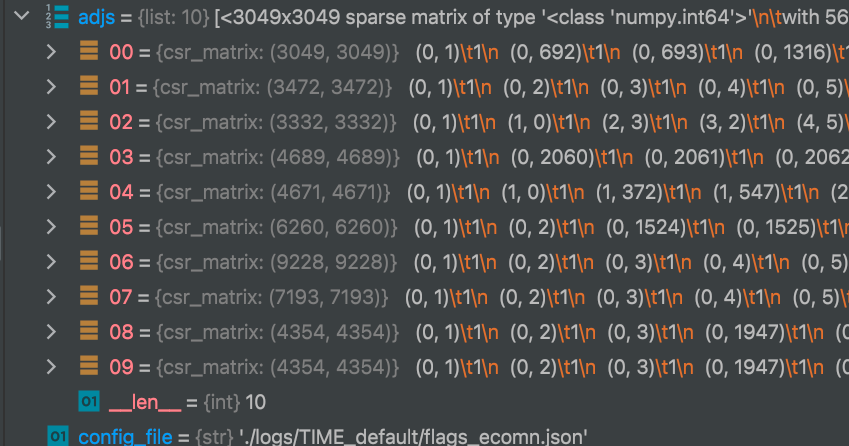 adjs = {list: 10} [<3049x3049 sparse matrix of type '<class 'numpy.int64'>'\n\twith 56
00 = {csr_matrix: (3049, 3049)} (0, 1)\t1\n (0, 692)\t1\n (0, 693)\t1\n (0, 1316)\t1
01 = {csr_matrix: (3472, 3472)} (0, 1)\t1\n (0, 2)\t1\n (0, 3)\t1\n (0, 4)\t1\n (0, 5)\
02 = {csr_matrix: (3332, 3332)} (0, 1)\t1\n (1, 0)\t1\n (2, 3)\t1\n (3, 2)\t1\n (4, 5)\
03 = {csr_matrix: (4689, 4689)} (0, 1)\t1\n (0, 2060)\t1\n (0, 2061)\t1\n (0, 2062
04 = {csr_matrix: (4671, 4671)} (0, 1)\t1\n (1, 0)\t1\n (1, 372)\t1\n (1, 547)\t1\n (2
05 = {csr_matrix: (6260, 6260)} (0, 1)\t1\n (0, 2)\t1\n (0, 1524)\t1\n (0, 1525)\t1\n
06 = {csr_matrix: (9228, 9228)} (0, 1)\t1\n (0, 2)\t1\n (0, 3)\t1\n (0, 4)\t1\n (0, 5)
07 = {csr_matrix: (7193, 7193)} (0, 1)\t1\n (0, 2)\t1\n (0, 3)\t1\n (0, 4)\t1\n (0, 5)\
08 = {csr_matrix: (4354, 4354)} (0, 1)\t1\n (0, 2)\t1\n (0, 3)\t1\n (0, 1947)\t1\n (0
09 = {csr_matrix: (4354, 4354)} (0, 1)\t1\n (0, 2)\t1\n (0, 3)\t1\n (0, 1947)\t1\n (0
01 __len__ = {int} 10
01 config_file = {str} './logs/TIME_default/flags_ecomn.json'